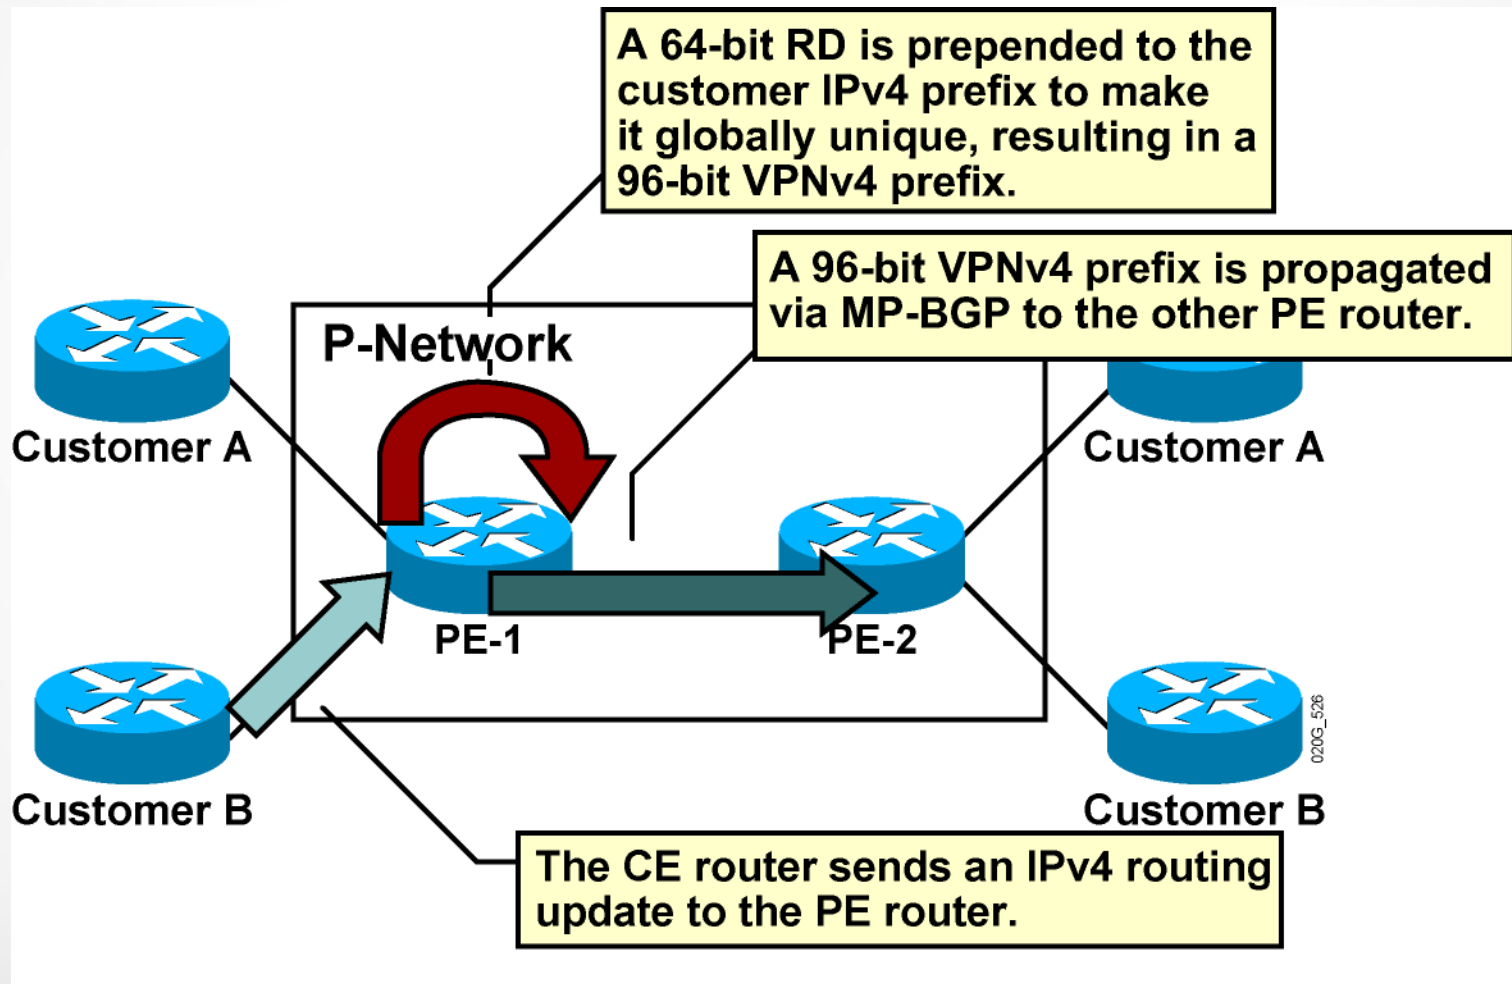 A 64-bit RD is prepended to the
customer IPv4 prefix to make
it globally unique, resulting in a
96-bit VPNv4 prefix.
A 96-bit VPNv4 prefix is propagated
via MP-BGP to the other PE router.
P-Network
Customer A
Customer A
PE-1
PE-2
020G_526
Customer B
Customer B
The CE router sends an IPv4 routing
update to the PE router.